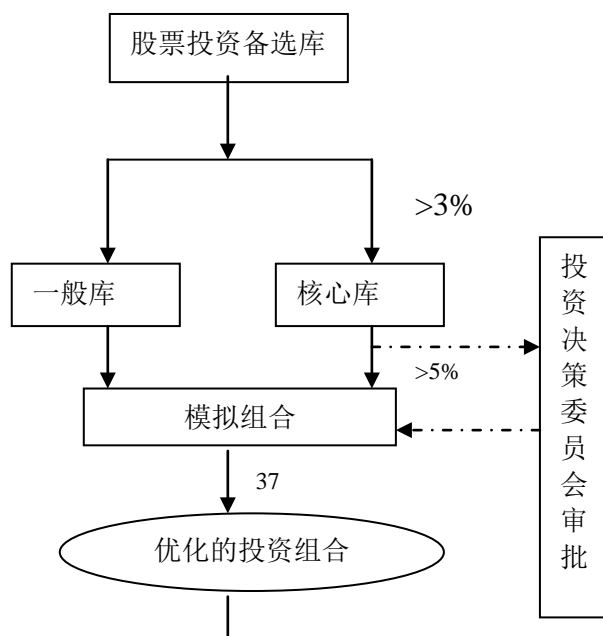 股票投资备选库
>3%
一般库
核心库
投资决策委员会审批
>5%
模拟组合
37
优化的投资组合